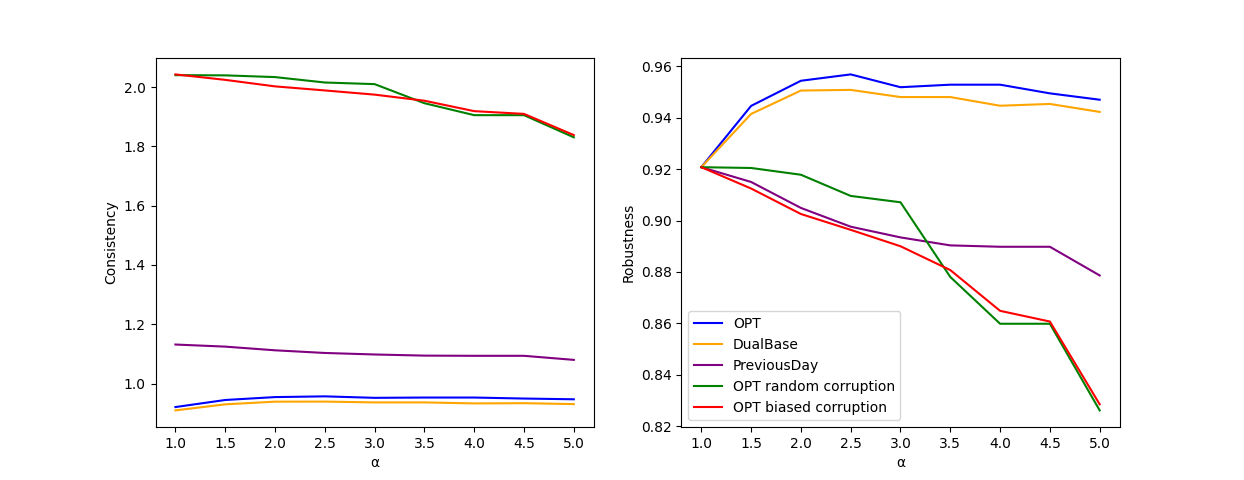 Consistency
2.0
1.8
1.6
1.4
1.2
1.0
1.0 1.5 2.0 2.5 3.0 3.5 4.0 4.5 5.0
α
Robustness
0.96
0.94
0.92
0.90
0.88
0.86
0.84
0.82
OPT
DualBase
PreviousDay
OPT random corruption
OPT biased corruption
1.0 1.5 2.0 2.5 3.0 3.5 4.0 4.5 5.0
α